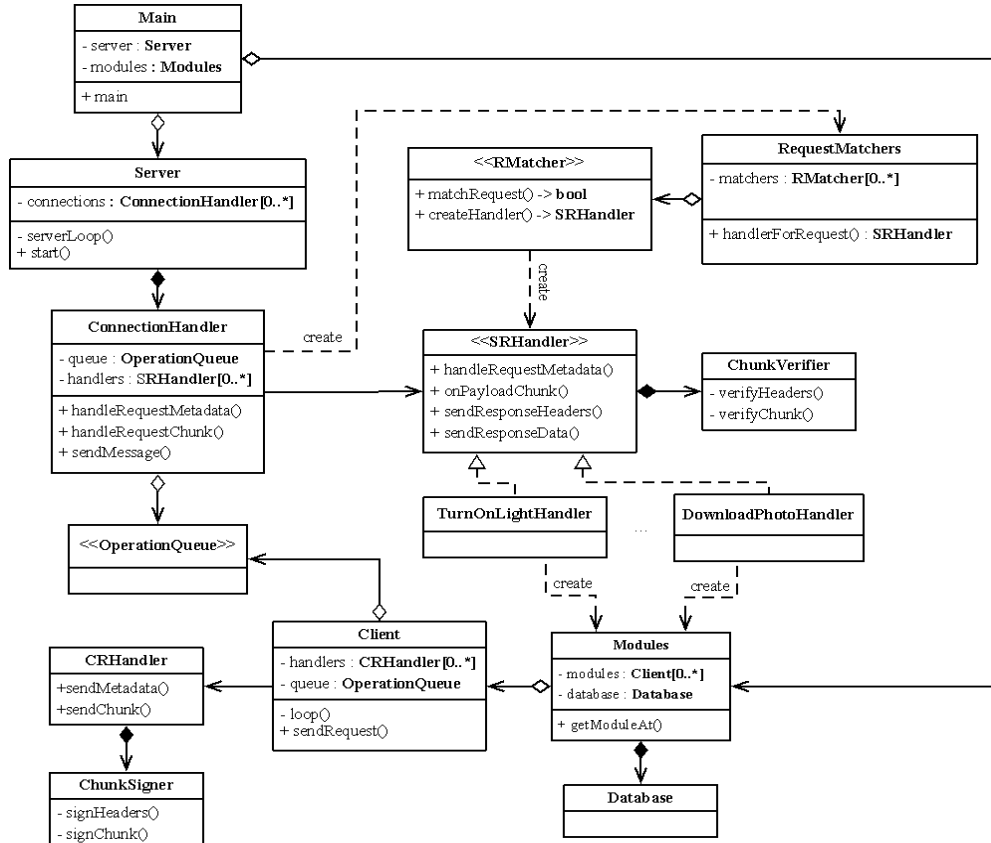 Main
- server : Server
- modules : Modules
+ main
Server
- connections : ConnectionHandler[0..*]
- serverLoop()
+ start()
<<RMatcher>>
+ matchRequest() -> bool
+ createHandler() -> SRHandler
RequestMatchers
- matchers : RMatcher[0..*]
+ handlerForRequest() : SRHandler
create
ConnectionHandler
- queue : OperationQueue
- handlers : SRHandler[0..*]
+ handleRequestMetadata()
+ handleRequestChunk()
+ sendMessage()
create
<<SRHandler>>
+ handleRequestMetadata()
+ onPayloadChunk()
+ sendResponseHeaders()
+ sendResponseData()
ChunkVerifier
- verifyHeaders()
- verifyChunk()
TurnOnLightHandler
...
DownloadPhotoHandler
<<OperationQueue>>
create
create
Client
- handlers : CRHandler[0..*]
- queue : OperationQueue
- loop()
+ sendRequest()
Modules
- modules : Client[0..*]
- database : Database
+ getModuleAt()
CRHandler
+sendMetadata()
+sendChunk()
ChunkSigner
- signHeaders()
- signChunk()
Database